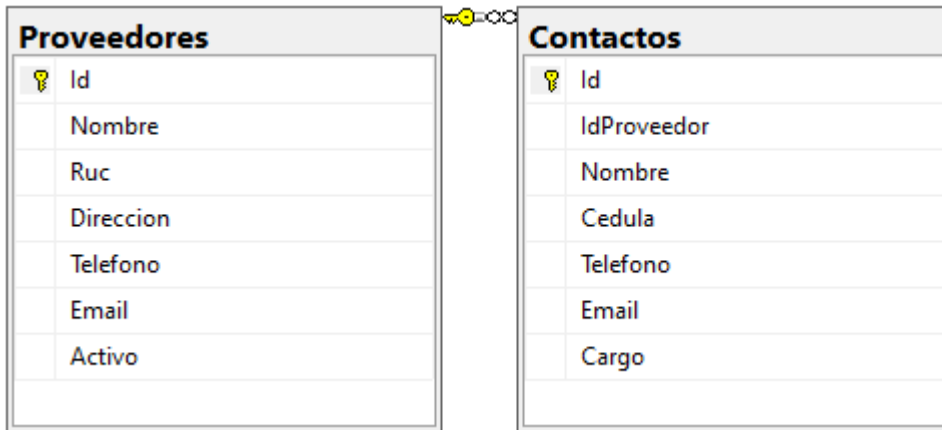 Proveedores
Id
Nombre
Ruc
Direccion
Telefono
Email
Activo
Contactos
Id
IdProveedor
Nombre
Cedula
Telefono
Email
Cargo